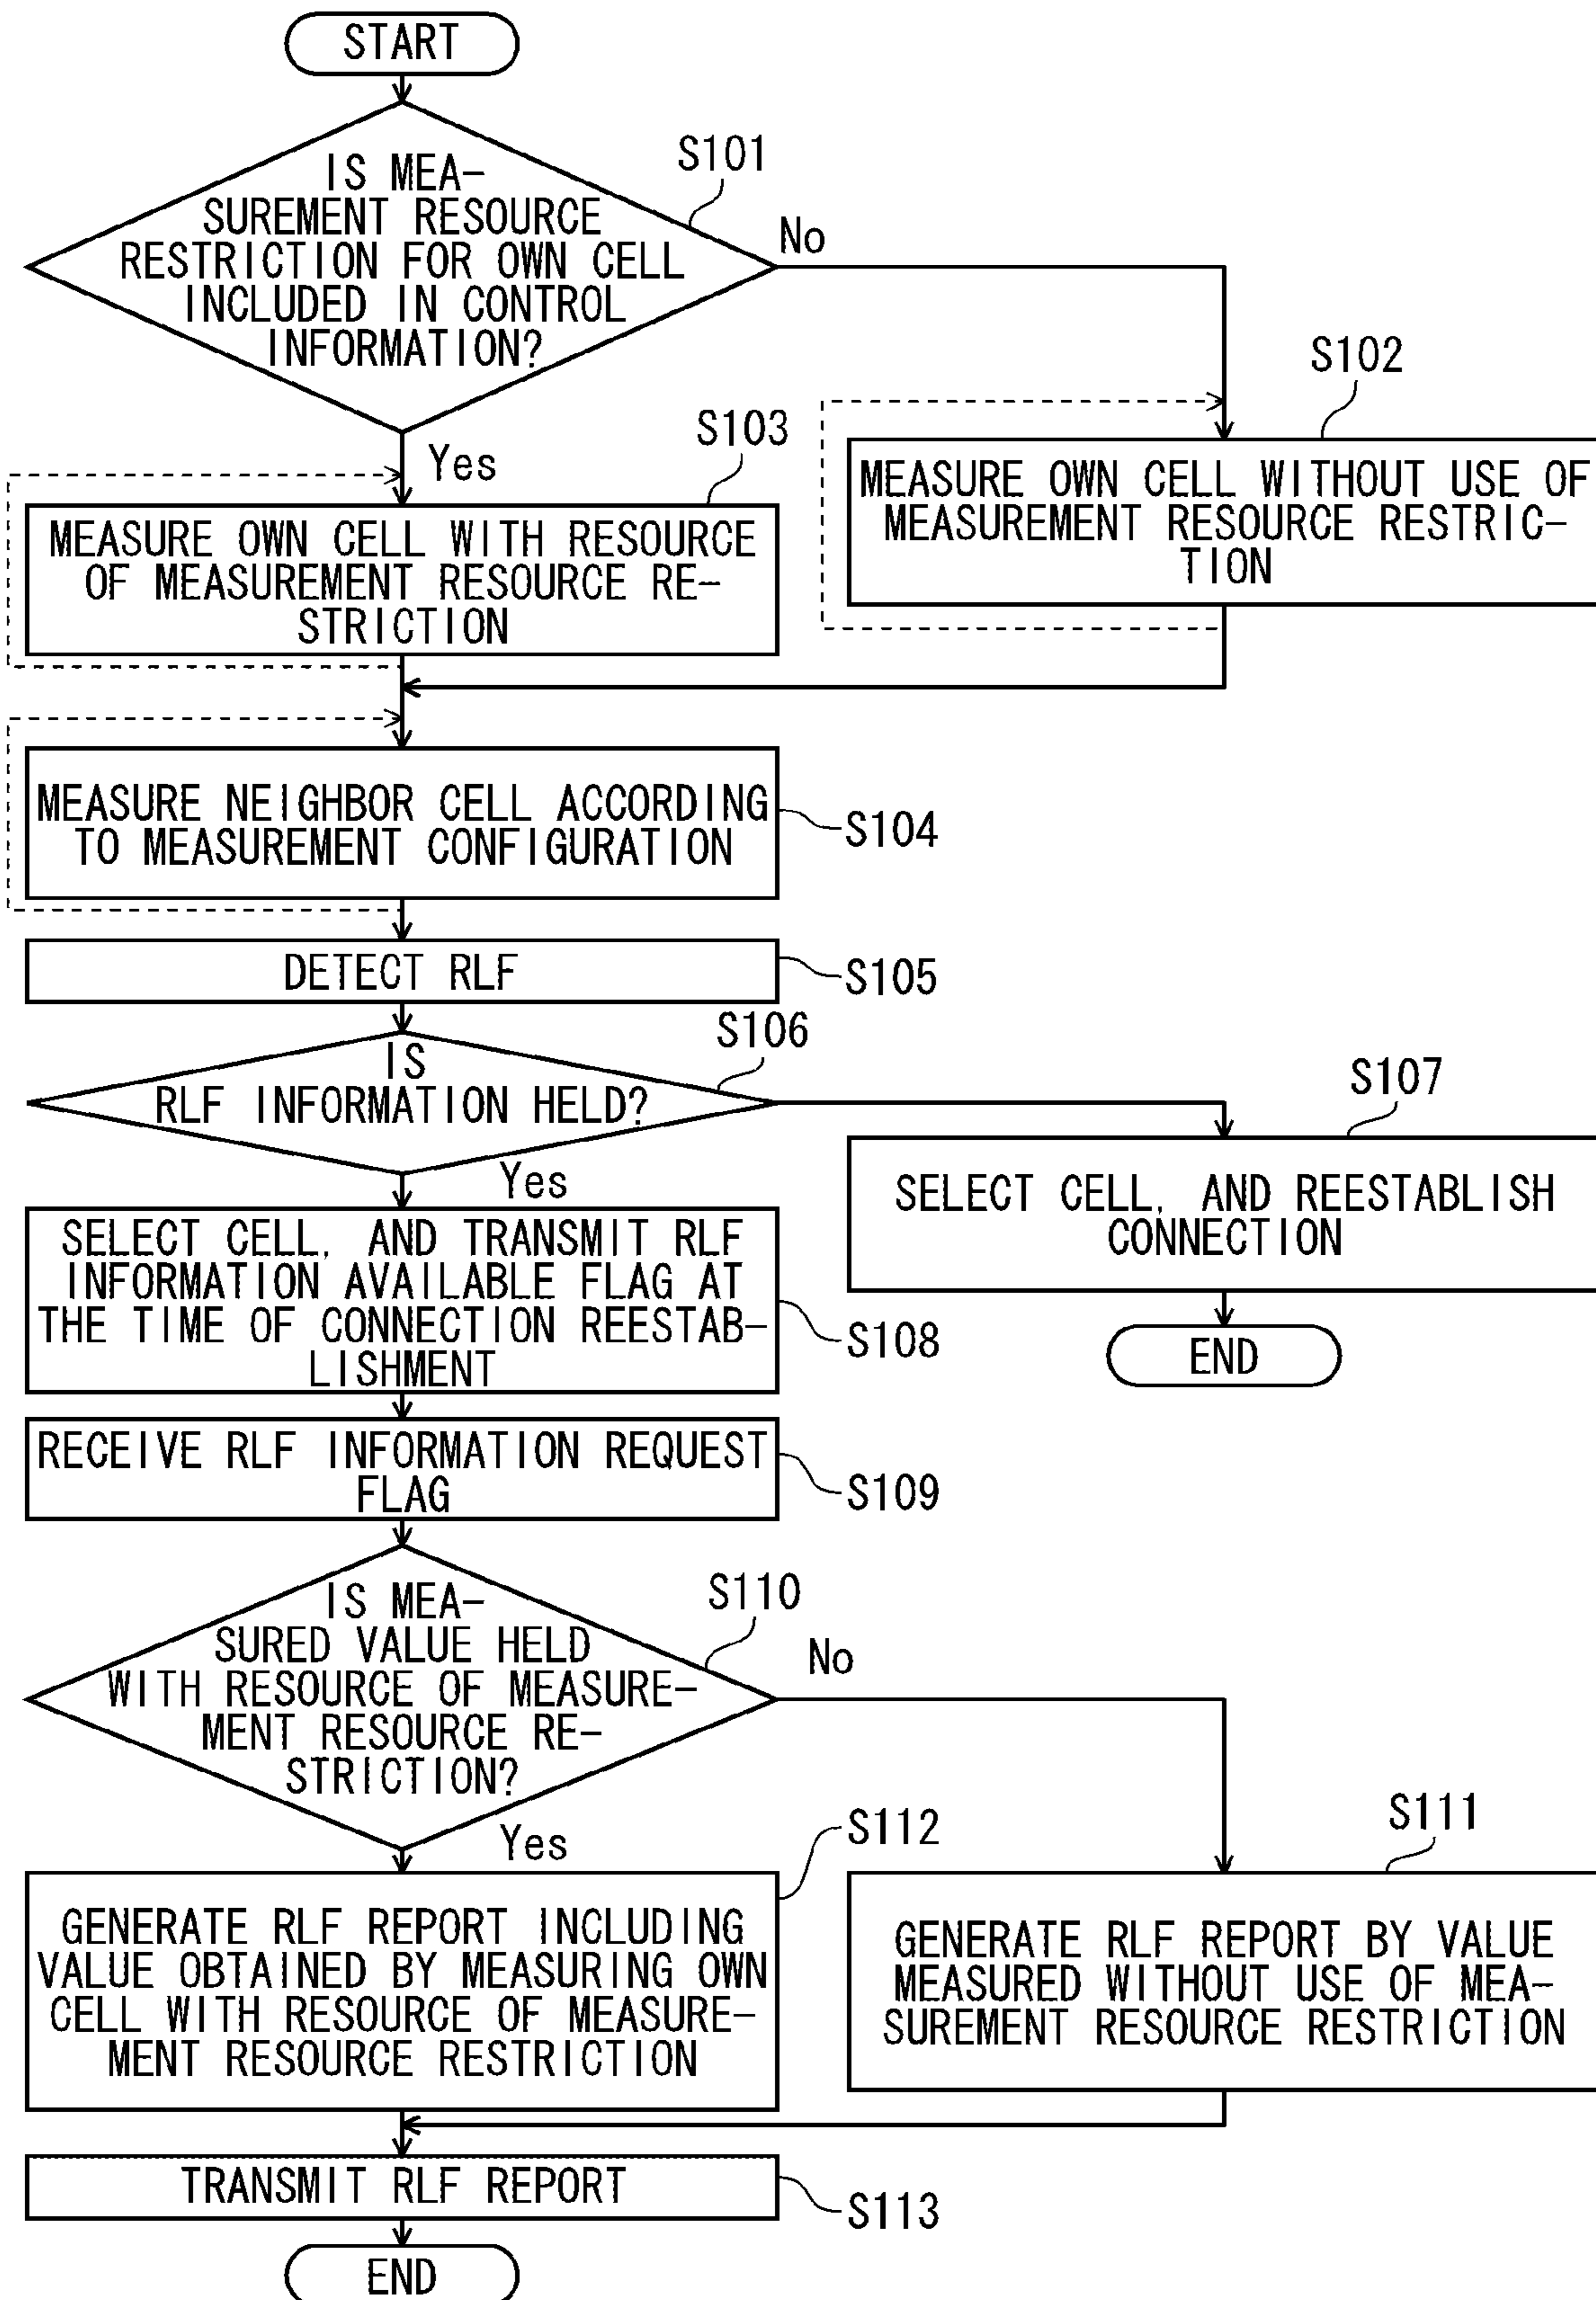 START
S101
IS MEA-
SUREMENT RESOURCE
RESTRICTION FOR OWN CELL
INCLUDED IN CONTROL
INFORMATION?
No
Yes
S102
MEASURE OWN CELL WITHOUT USE OF
MEASUREMENT RESOURCE RESTRIC-
TION
S103
MEASURE OWN CELL WITH RESOURCE
OF MEASUREMENT RESOURCE RE-
STRICTION
MEASURE NEIGHBOR CELL ACCORDING
TO MEASUREMENT CONFIGURATION
S104
DETECT RLF
S105
S106
IS
RLF INFORMATION HELD?
Yes
S107
SELECT CELL, AND REESTABLISH
CONNECTION
END
SELECT CELL, AND TRANSMIT RLF
INFORMATION AVAILABLE FLAG AT
THE TIME OF CONNECTION REESTAB-
LISHMENT
S108
RECEIVE RLF INFORMATION REQUEST
FLAG
S109
S110
IS MEA-
SURED VALUE HELD
WITH RESOURCE OF MEASURE-
MENT RESOURCE RE-
STRICTION?
No
Yes
S111
GENERATE RLF REPORT BY VALUE
MEASURED WITHOUT USE OF MEA-
SUREMENT RESOURCE RESTRICTION
S112
GENERATE RLF REPORT INCLUDING
VALUE OBTAINED BY MEASURING OWN
CELL WITH RESOURCE OF MEASURE-
MENT RESOURCE RESTRICTION
TRANSMIT RLF REPORT
S113
END